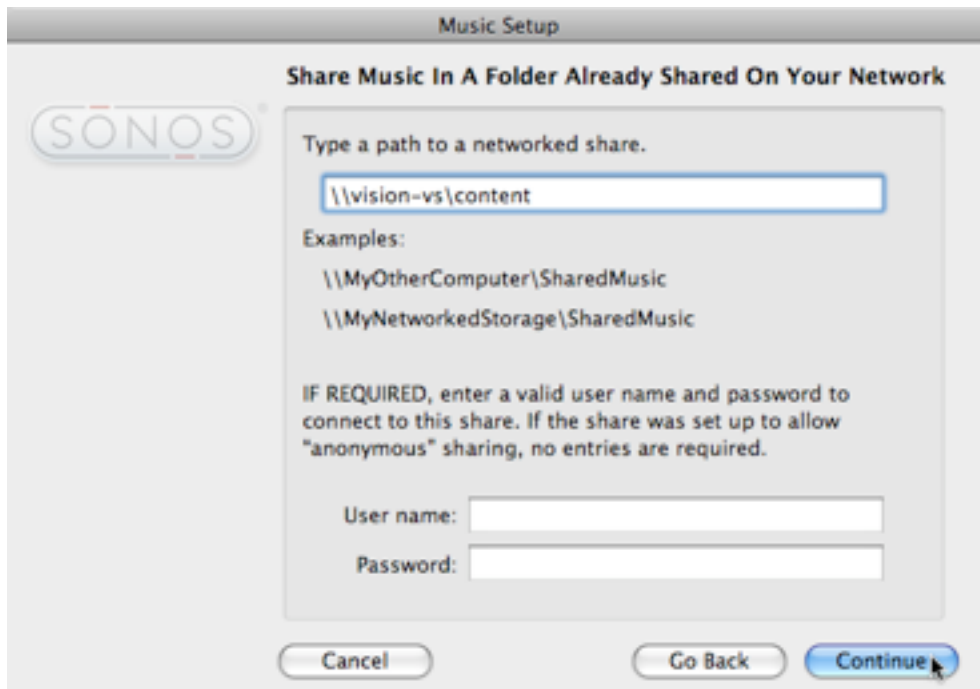 Music Setup
Share Music In A Folder Already Shared On Your Network
SONOS
Type a path to a networked share.
\\vision-vs\content
Examples:
\\MyOtherComputer\SharedMusic
\\MyNetworkedStorage\SharedMusic
IF REQUIRED, enter a valid user name and password to
connect to this share. If the share was set up to allow
"anonymous" sharing, no entries are required.
User name:
Password:
Cancel
Go Back
Continue